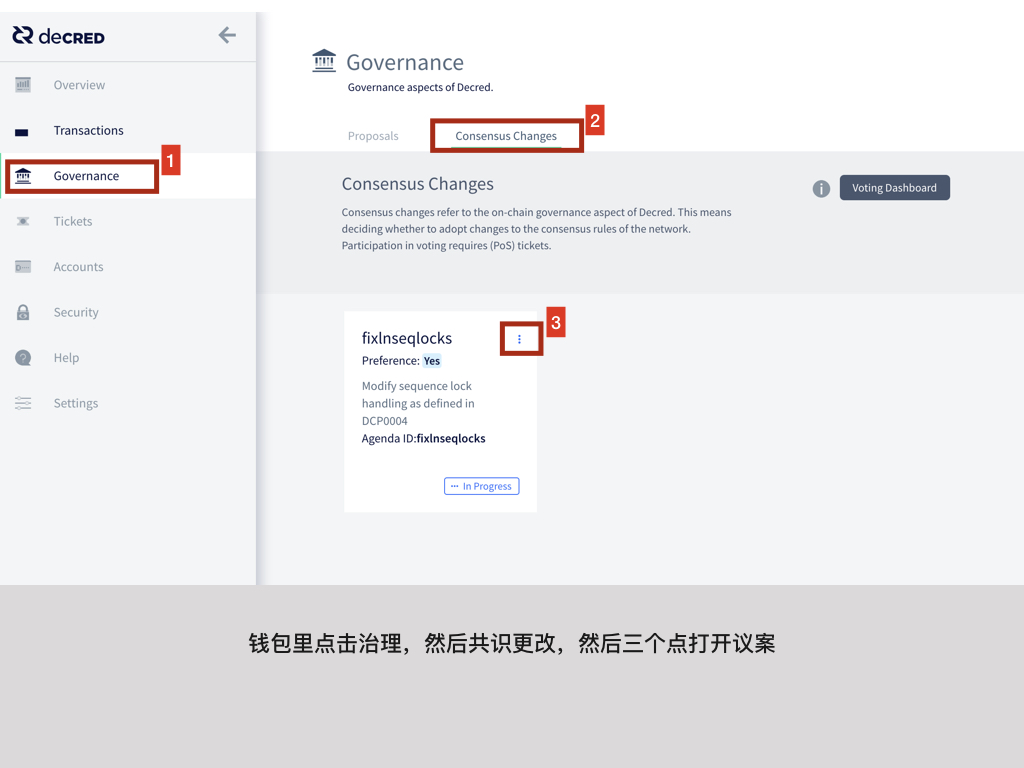 decred
Overview
Transactions
Governance
1
Tickets
Accounts
Security
Help
Settings
Governance
Governance aspects of Decred.
Proposals
Consensus Changes
2
Consensus Changes
Voting Dashboard
Consensus changes refer to the on-chain governance aspect of Decred. This means
deciding whether to adopt changes to the consensus rules of the network.
Participation in voting requires (PoS) tickets.
fixlnseqlocks
3
Preference: Yes
Modify sequence lock
handling as defined in
DCP0004
Agenda ID:fixlnseqlocks
In Progress
钱包里点击治理，然后共识更改，然后三个点打开议案